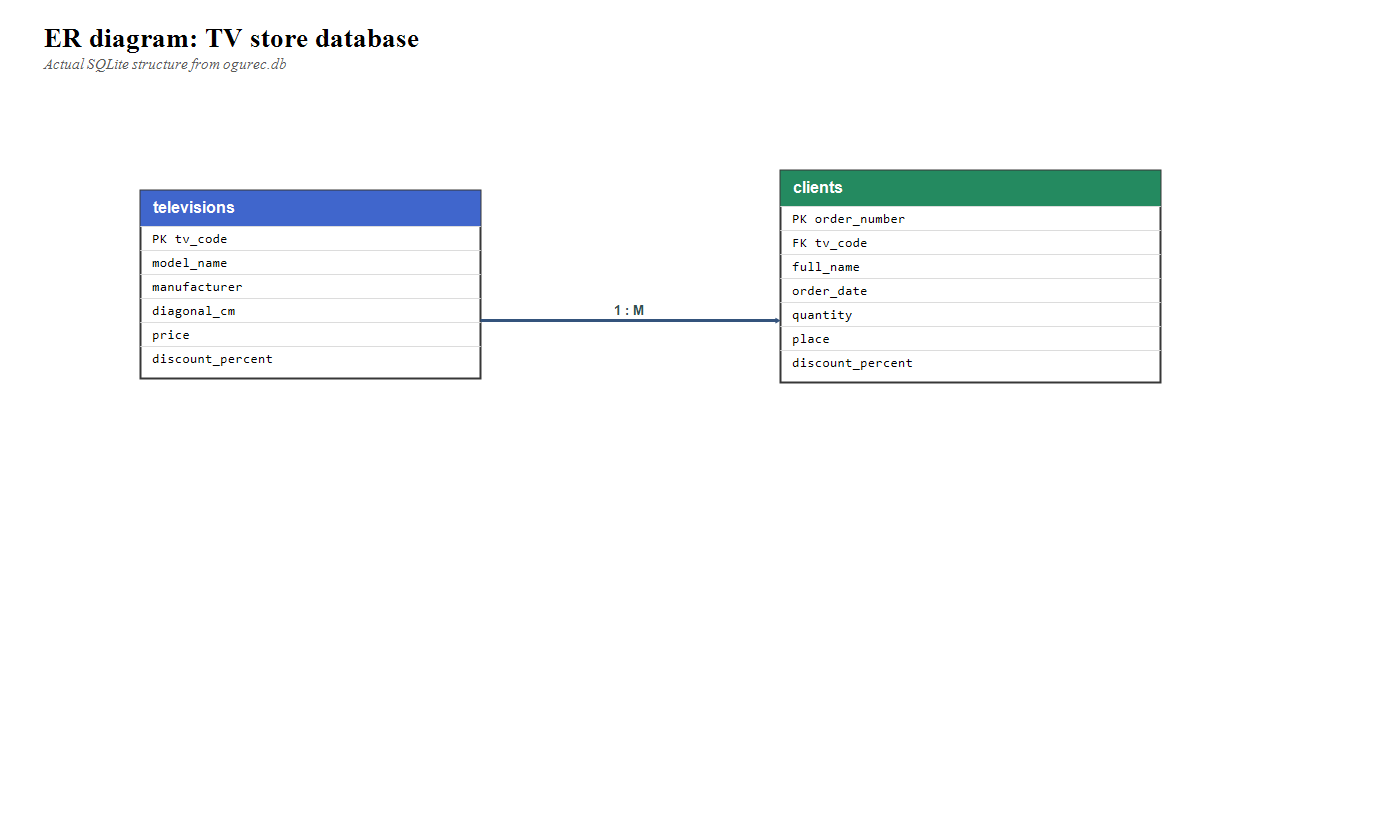 ER diagram: TV store database
Actual SQLite structure from ogurec.db
televisions
PK tv_code
model_name
manufacturer
diagonal_cm
price
discount_percent
1 : M
clients
PK order_number
FK tv_code
full_name
order_date
quantity
place
discount_percent